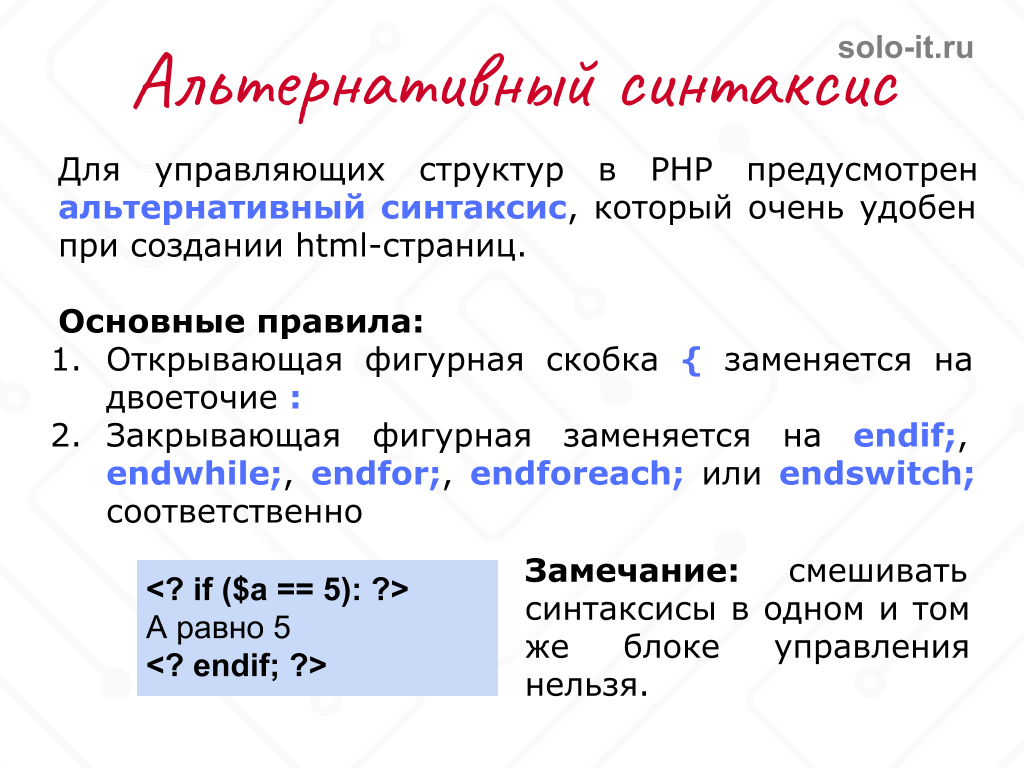 solo-it.ru
Альтернативный синтаксис
Для управляющих структур в PHP предусмотрен
альтернативный синтаксис, который очень удобен
при создании html-страниц.
Основные правила:
1. Открывающая фигурная скобка { заменяется на
двоеточие :
2. Закрывающая фигурная заменяется на endif;,
endwhile;, endfor;, endforeach; или endswitch;
соответственно
<? if ($a == 5): ?>
А равно 5
<? endif; ?>
Замечание: смешивать
синтаксисы в одном и том
же блоке управления
нельзя.